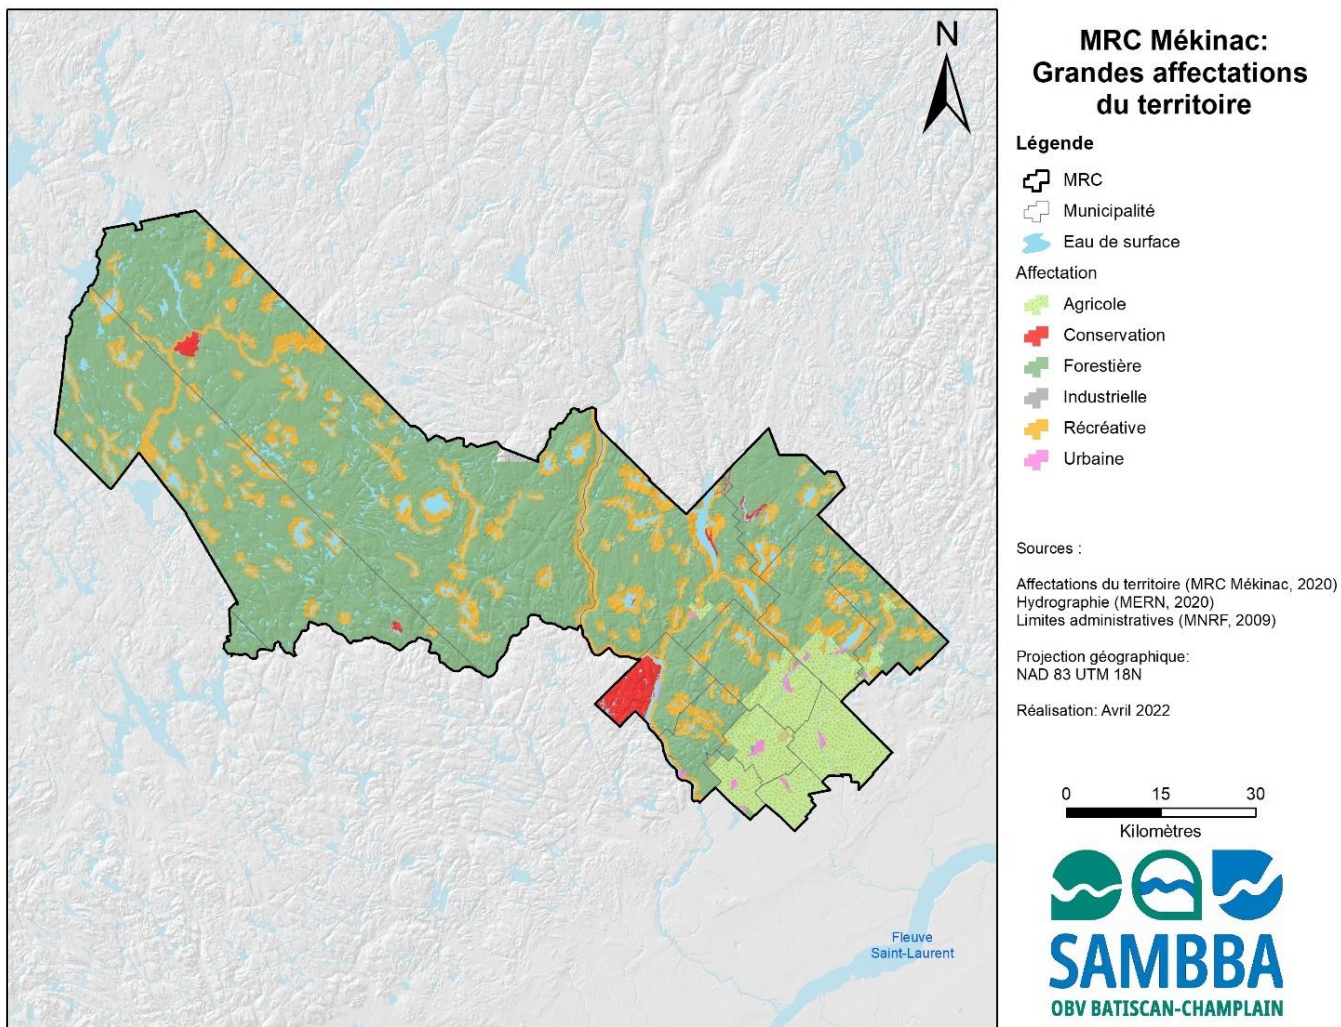 N
Fleuve
Saint-Laurent
MRC Mékinac:
Grandes affectations
du territoire
Légende
MRC
Municipalité
Eau de surface
Affectation
Agricole
Conservation
Forestière
Industrielle
Récréative
Urbaine
Sources :
Affectations du territoire (MRC Mékinac, 2020)
Hydrographie (MERN, 2020)
Limites administratives (MNRF, 2009)
Projection géographique:
NAD 83 UTM 18N
Réalisation: Avril 2022
0 15 30
Kilomètres
SAMBBA
OBV BATISCAN-CHAMPLAIN